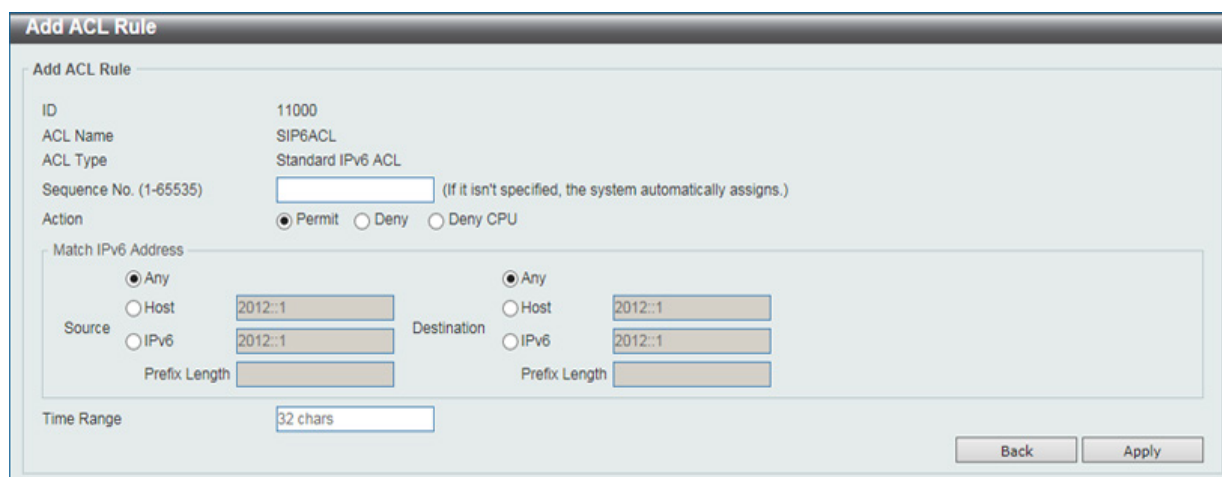 Add ACL Rule
Add ACL Rule
ID 11000
ACL Name SIP6ACL
ACL Type Standard IPv6 ACL
Sequence No. (1-65535) (If it isn't specified, the system automatically assigns.)
Action Permit Deny Deny CPU
Match IPv6 Address
Any Any
Host 2012::1 Host 2012::1
Source Destination
IPv6 2012::1 IPv6 2012::1
Prefix Length Prefix Length
Time Range 32 chars
Back Apply